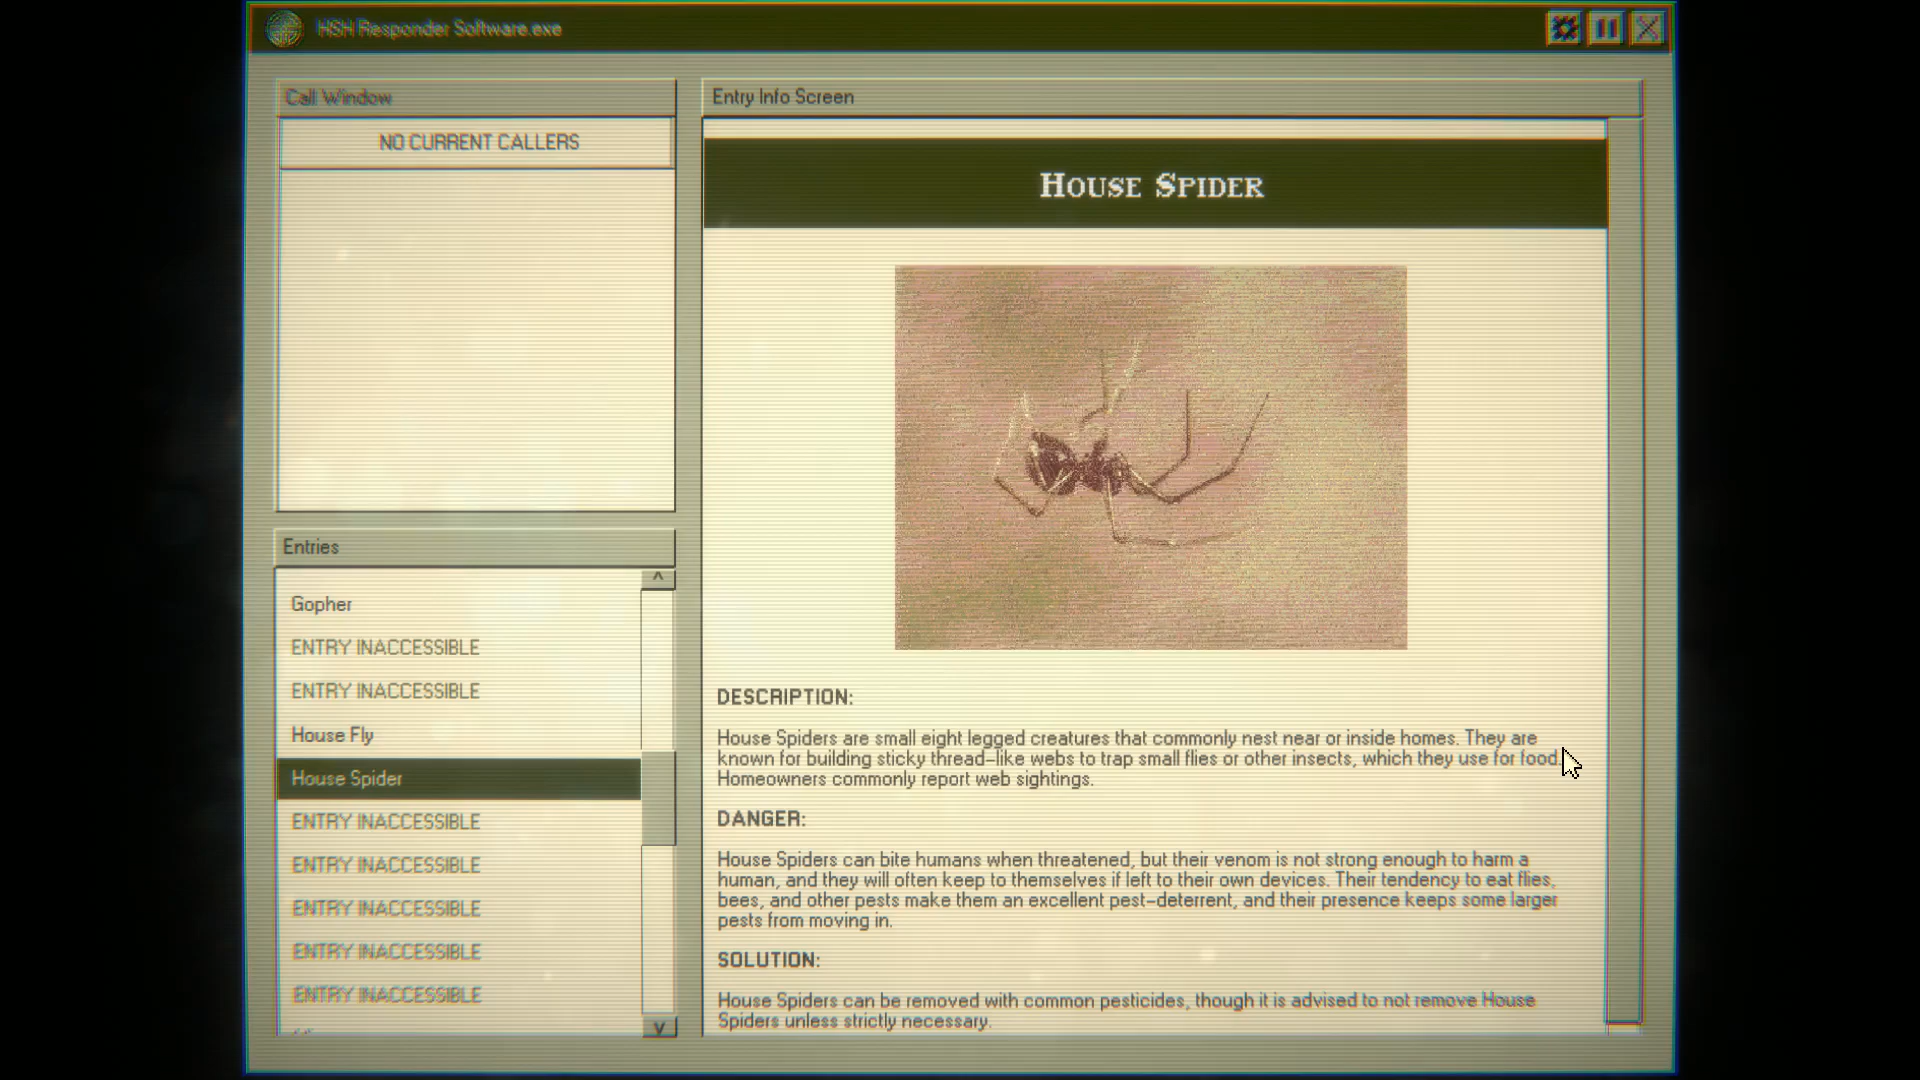 HSH Responder Software.exe
Call Window
NO CURRENT CALLERS
Entries
Gopher
ENTRY INACCESSIBLE
ENTRY INACCESSIBLE
House Fly
House Spider
ENTRY INACCESSIBLE
ENTRY INACCESSIBLE
ENTRY INACCESSIBLE
ENTRY INACCESSIBLE
ENTRY INACCESSIBLE
Entry Info Screen
House Spider
DESCRIPTION:
House Spiders are small eight legged creatures that commonly nest near or inside homes. They are
known for building sticky thread-like webs to trap small flies or other insects, which they use for food.
Homeowners commonly report web sightings.
DANGER:
House Spiders can bite humans when threatened, but their venom is not strong enough to harm a
human, and they will often keep to themselves if left to their own devices. Their tendency to eat flies,
bees, and other pests make them an excellent pest-deterrent, and their presence keeps some larger
pests from moving in.
SOLUTION:
House Spiders can be removed with common pesticides, though it is advised to not remove House
Spiders unless strictly necessary.